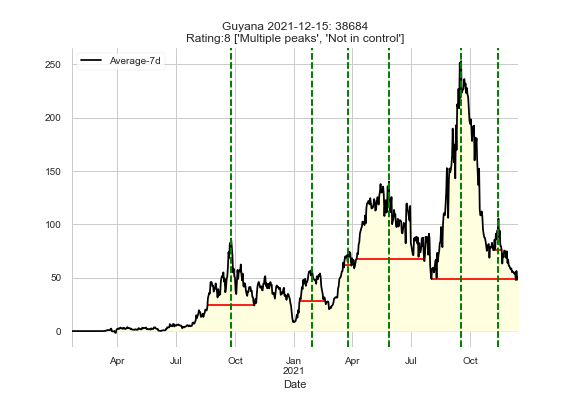 Guyana 2021-12-15: 38684
Rating:8 ['Multiple peaks', 'Not in control']
Average-7d
250
200
150
100
50
0
Apr Jul Oct Jan Apr Jul Oct
2021
Date